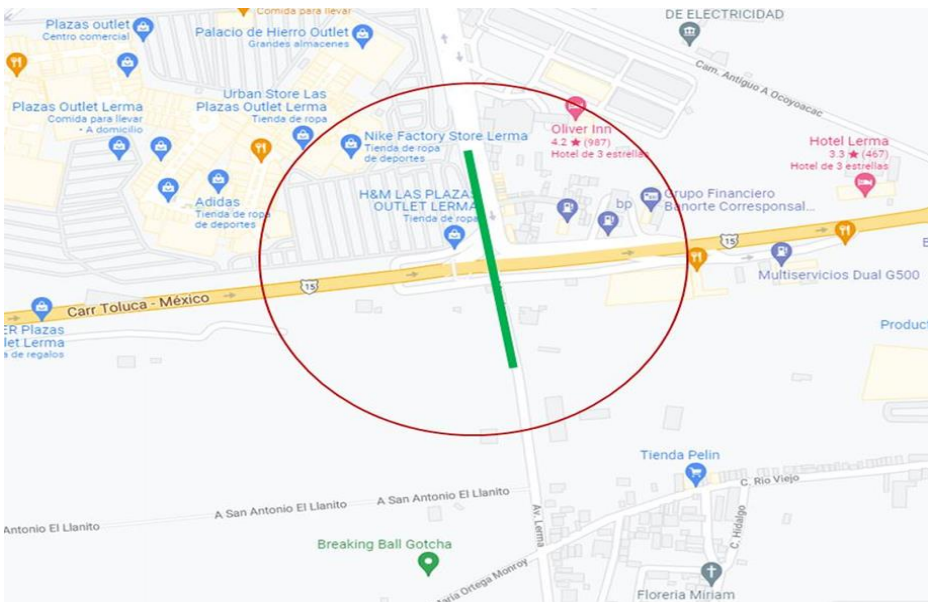 Comida para llevar
Plazas outlet
Centro comercial
Palacio de Hierro Outlet
Grandes almacenes
DE ELECTRICIDAD
Cam. Antiguo A Ocoyoacac
Urban Store Las
Plazas Outlet Lerma
Tienda de ropa
Plazas Outlet Lerma
Comida para llevar
• A domicilio
Nike Factory Store Lerma
Tienda de ropa
de deportes
Oliver Inn
4.2 ★ (987)
Hotel de 3 estrellas
Hotel Lerma
3.3 ★ (467)
Hotel de 3 estrellas
Adidas
Tienda de ropa
de deportes
H&M LAS PLAZAS
OUTLET LERMA
Tienda de ropa
bp
Grupo Financiero
Banorte Corresponsal...
15
15
Multiservicios Dual G500
Carr Toluca - México
ER Plazas
let Lerma
a de regalos
Product
Tienda Pelin
C. Rio Viejo
A San Antonio El Llanito
A San Antonio El Llanito
Antonio El Llanito
Av. Lerma
C. Hidalgo
Breaking Ball Gotcha
María Ortega Monroy
Floreria Miriam